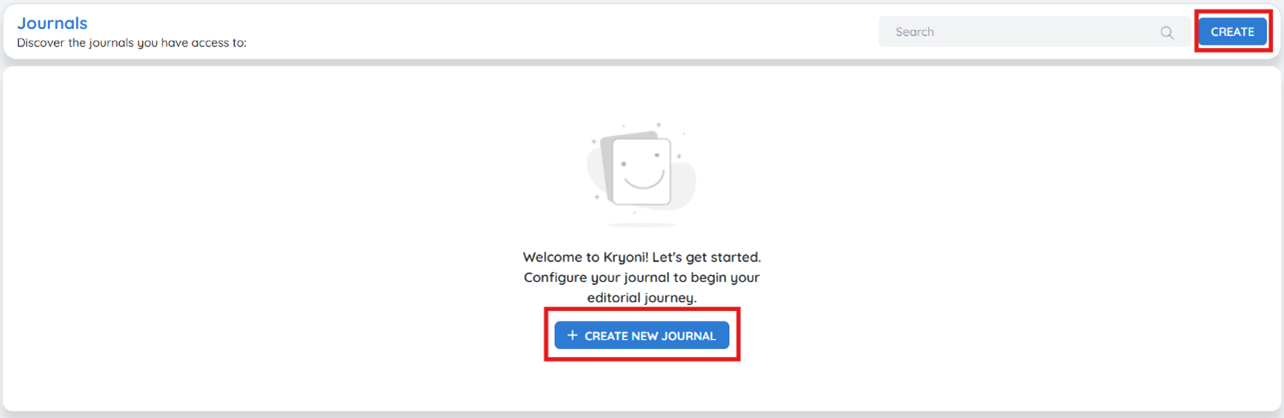 Journals
Discover the journals you have access to:
Search
CREATE
Welcome to Kryoni! Let's get started.
Configure your journal to begin your
editorial journey.
+ CREATE NEW JOURNAL